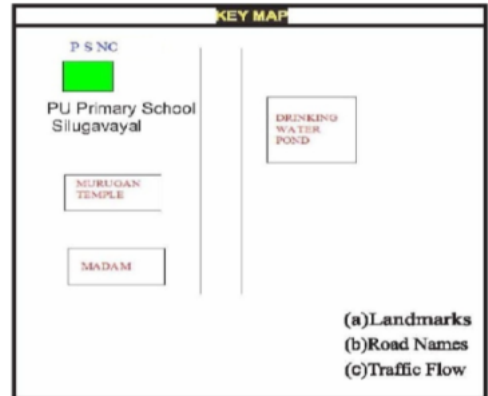 KEY MAP
P S NC
PU Primary School
Silugavayal
DRINKING
WATER
POND
MURUGAN
TEMPLE
MADAM
(a)Landmarks
(b)Road Names
(c)Traffic Flow